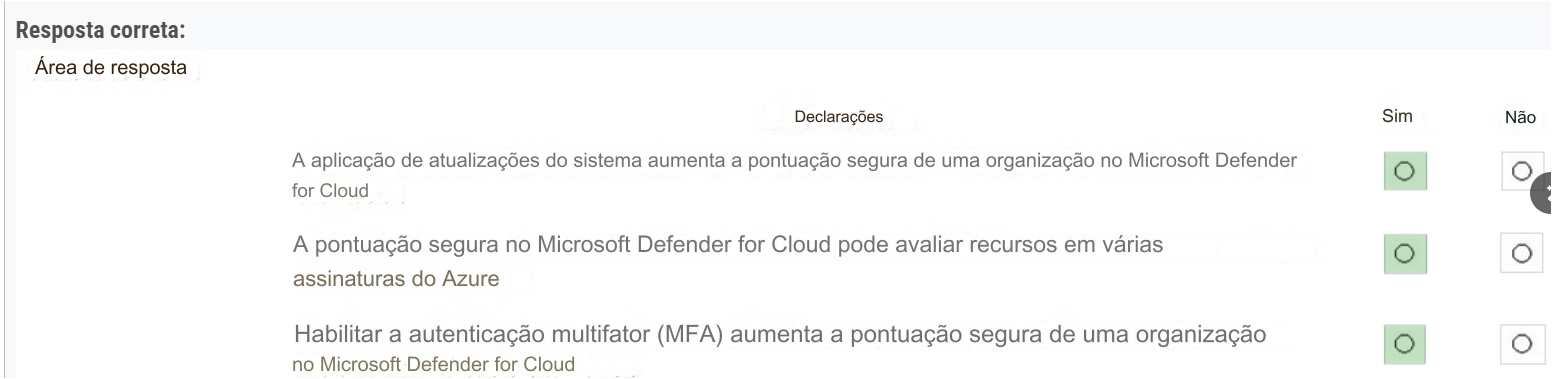 Resposta correta:
Área de resposta
Declarações Sim Não
A aplicação de atualizações do sistema aumenta a pontuação segura de uma organização no Microsoft Defender
for Cloud
A pontuação segura no Microsoft Defender for Cloud pode avaliar recursos em várias
assinaturas do Azure
Habilitar a autenticação multifator (MFA) aumenta a pontuação segura de uma organização
no Microsoft Defender for Cloud